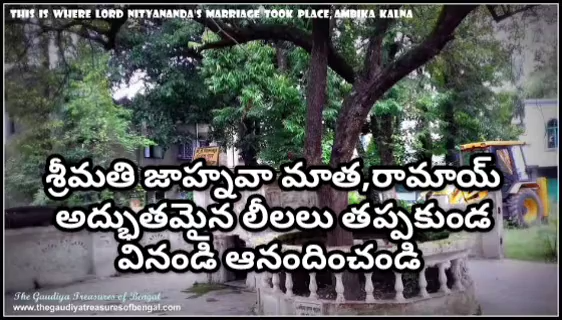 THIS IS WHERE LORD NITYANANDA'S MARRIAGE TOOK PLACE, AMBIKA KALNA
శ్రీమతి జాహ్నవా మాత,రామాయ్
అద్భుతమైన లీలలు తప్పకుండ
వినండి ఆనందించండి
The Gaudiya Treasures of Bengal
www.thegaudiyatreasuresofbengal.com